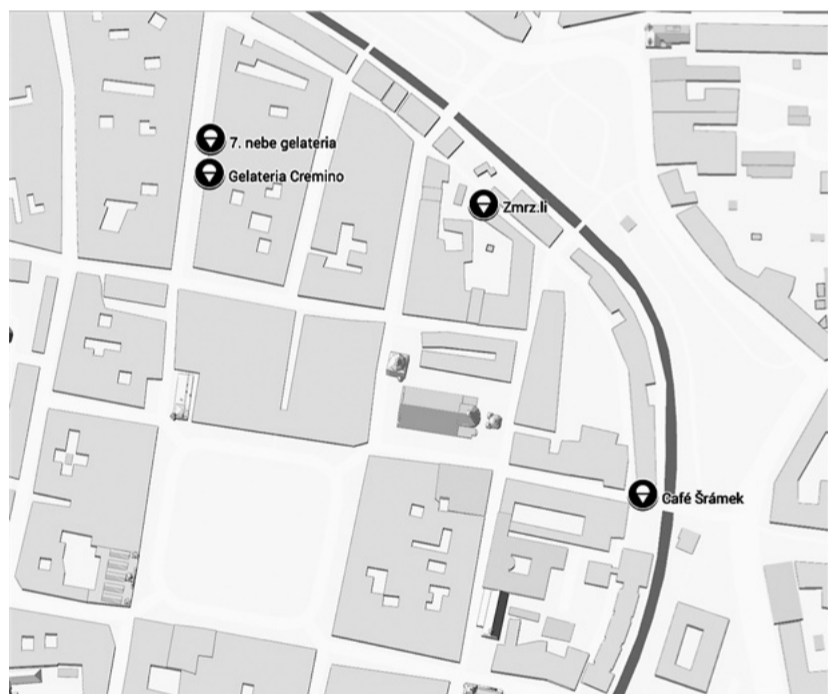 7. nebe gelateria
Gelateria Cremino
Zmrz.li
Café Šrámek